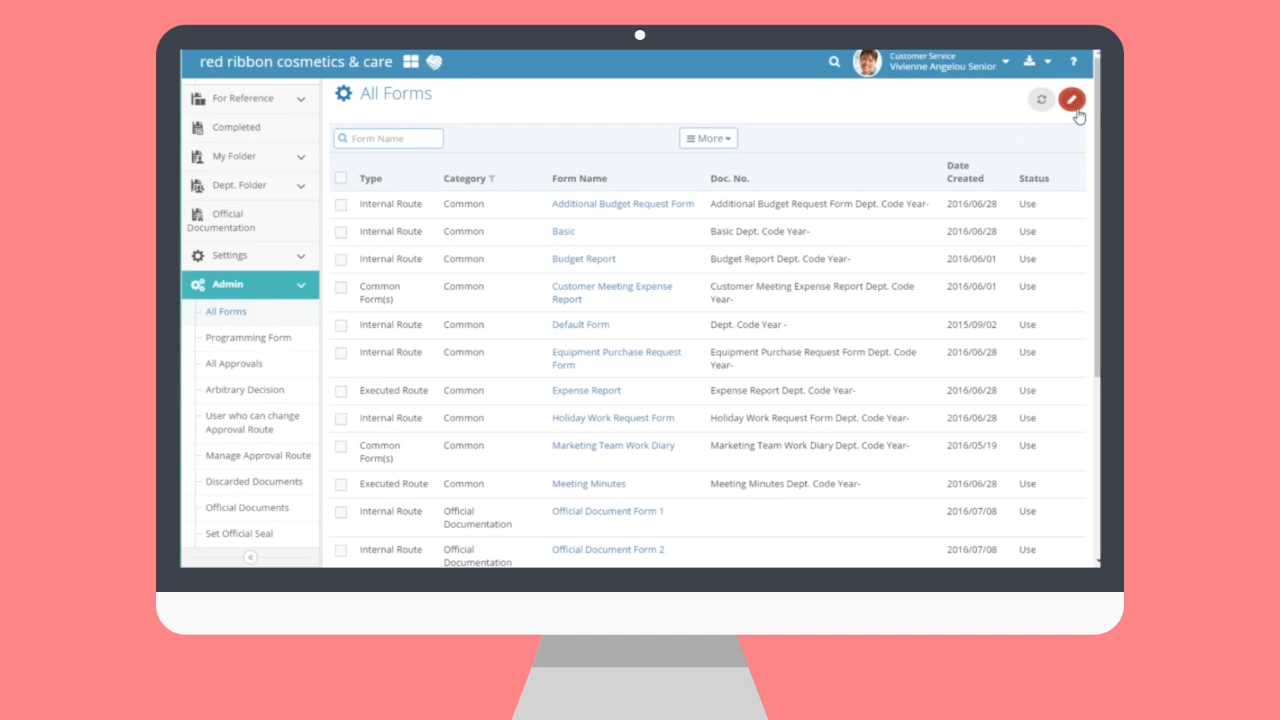 red ribbon cosmetics & care
Customer Service
Vivienne Angelou Senior
?
For Reference
Completed
My Folder
Dept. Folder
Official
Documentation
Settings
Admin
All Forms
Programming Form
All Approvals
Arbitrary Decision
User who can change
Approval Route
Manage Approval Route
Discarded Documents
Official Documents
Set Official Seal
All Forms
Form Name
More
Type Category Form Name Doc. No. Date Created Status
Internal Route Common Additional Budget Request Form Additional Budget Request Form Dept. Code Year- 2016/06/28 Use
Internal Route Common Basic Basic Dept. Code Year- 2016/06/28 Use
Internal Route Common Budget Report Budget Report Dept. Code Year- 2016/06/01 Use
Common Common Customer Meeting Expense Customer Meeting Expense Report Dept. Code 2016/06/01 Use
Form(s) Report Year-
Internal Route Common Default Form Dept. Code Year - 2015/09/02 Use
Internal Route Common Equipment Purchase Request Equipment Purchase Request Form Dept. Code 2016/06/28 Use
Form Year-
Executed Route Common Expense Report Expense Report Dept. Code Year- 2016/06/28 Use
Internal Route Common Holiday Work Request Form Holiday Work Request Form Dept. Code Year- 2016/06/28 Use
Common Common Marketing Team Work Diary Marketing Team Work Diary Dept. Code Year- 2016/05/19 Use
Form(s)
Executed Route Common Meeting Minutes Meeting Minutes Dept. Code Year- 2016/06/28 Use
Internal Route Official Official Document Form 1 2016/07/08 Use
Documentation
Internal Route Official Official Document Form 2 2016/07/08 Use
Documentation